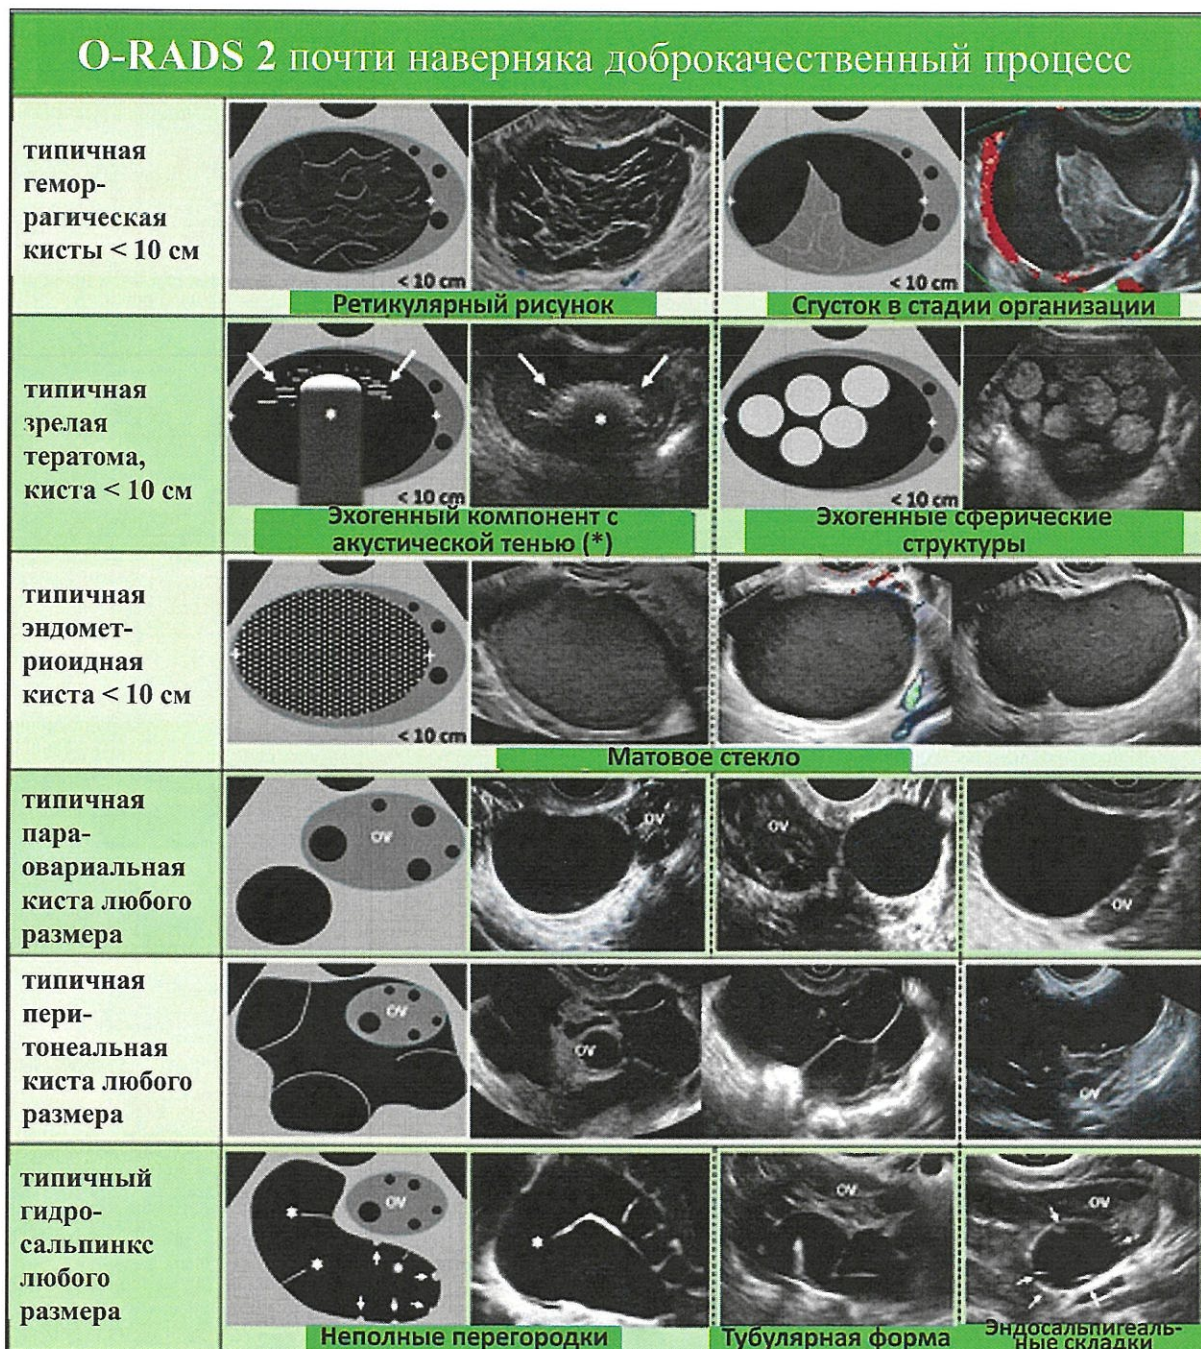 O-RADS 2 почти наверняка доброкачественный процесс
типичная
гемор-
рагическая
кисты < 10 см
< 10 cm
< 10 cm
Ретикулярный рисунок
Сгусток в стадии организации
типичная
зрелая
тератома,
киста < 10 см
*
*
< 10 cm
< 10 cm
Эхогенный компонент с
акустической тенью (*)
Эхогенные сферические
структуры
типичная
эндомет-
риоидная
киста < 10 см
< 10 cm
Матовое стекло
типичная
пара-
овариальная
киста любого
размера
OV
OV
OV
OV
типичная
пери-
тонеальная
киста любого
размера
OV
OV
OV
типичный
гидро-
сальпинкс
любого
размера
OV
OV
OV
*
*
*
Неполные перегородки
Тубулярная форма
Эндосальпигеаль-
ные складки